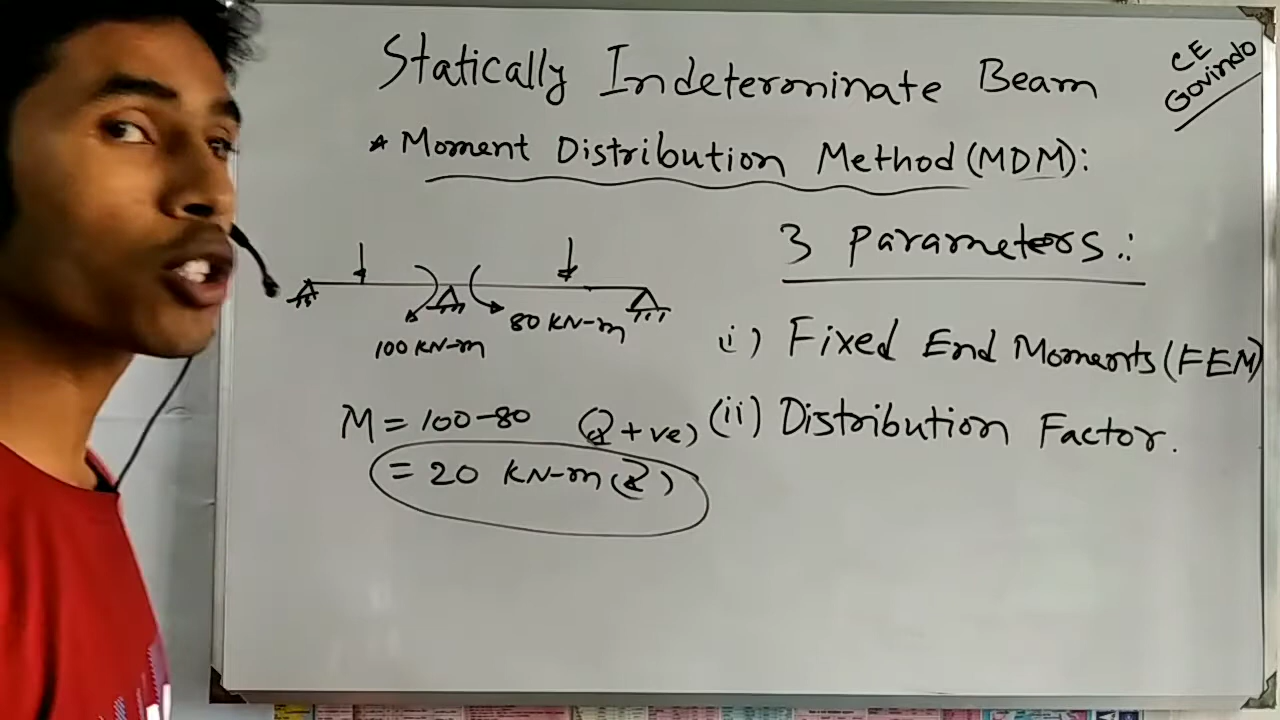 Statically Indeterminate Beam
CE
Govindo
* Moment Distribution Method (MDM):
100 KN-m
80 KN-m
M = 100-80 (↻ +ve)
= 20 KN-m (↻)
3 Parameters :
i) Fixed End Moments (FEM)
(ii) Distribution Factor.